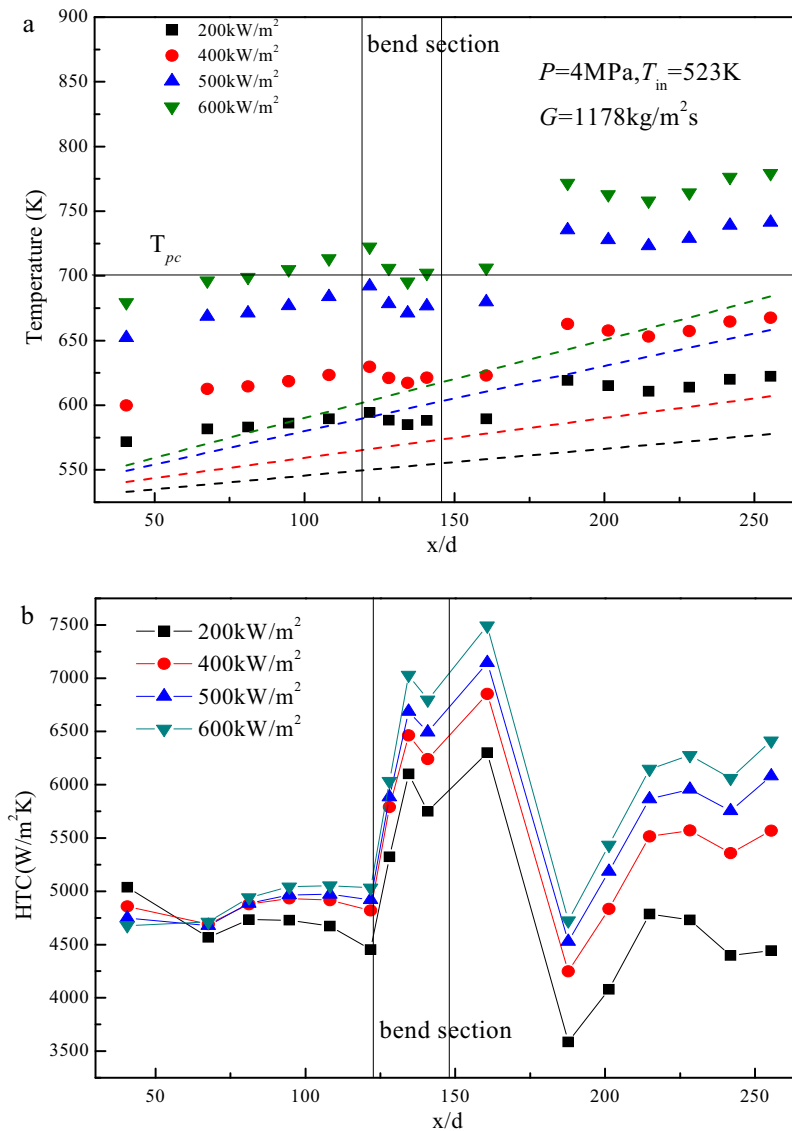 a
900
850
800
750
700
650
600
550
Temperature (K)
200kW/m²
400kW/m²
500kW/m²
600kW/m²
bend section
P=4MPa,T_in=523K
G=1178kg/m²s
T_pc
50
100
150
200
250
x/d
b
7500
7000
6500
6000
5500
5000
4500
4000
3500
HTC(W/m²K)
200kW/m²
400kW/m²
500kW/m²
600kW/m²
bend section
50
100
150
200
250
x/d